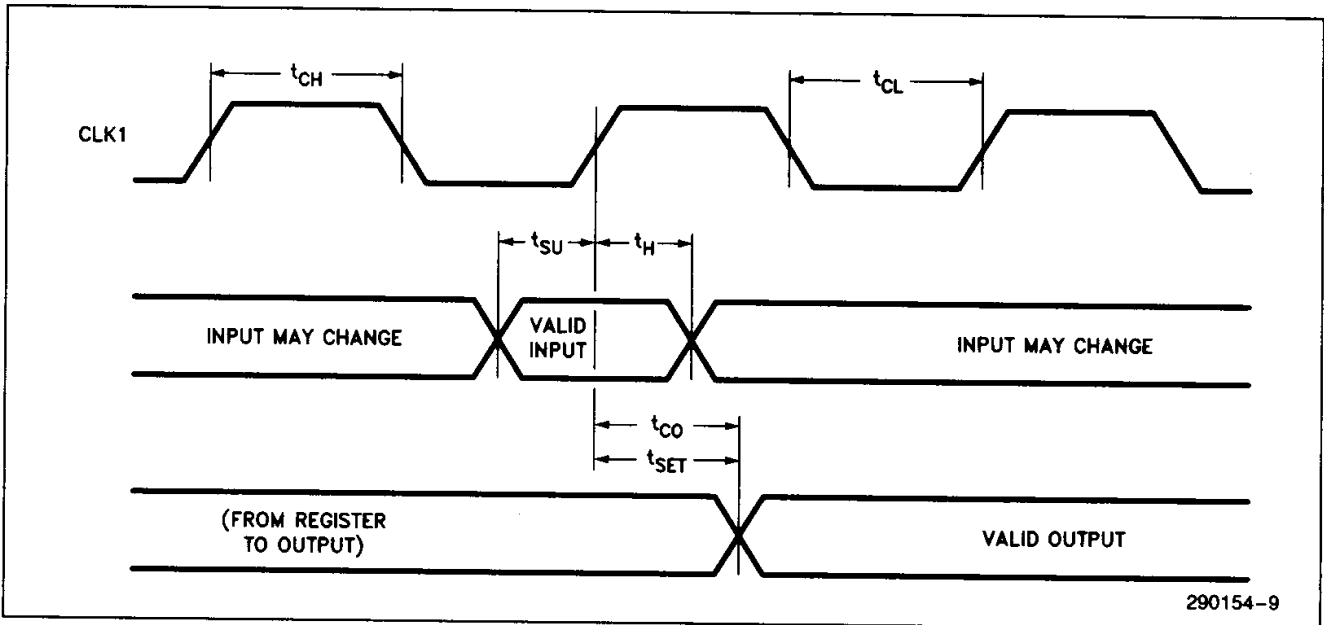 tCH
tCL
CLK1
tSU
tH
INPUT MAY CHANGE
VALID
INPUT
INPUT MAY CHANGE
tCO
tSET
(FROM REGISTER
TO OUTPUT)
VALID OUTPUT
290154-9